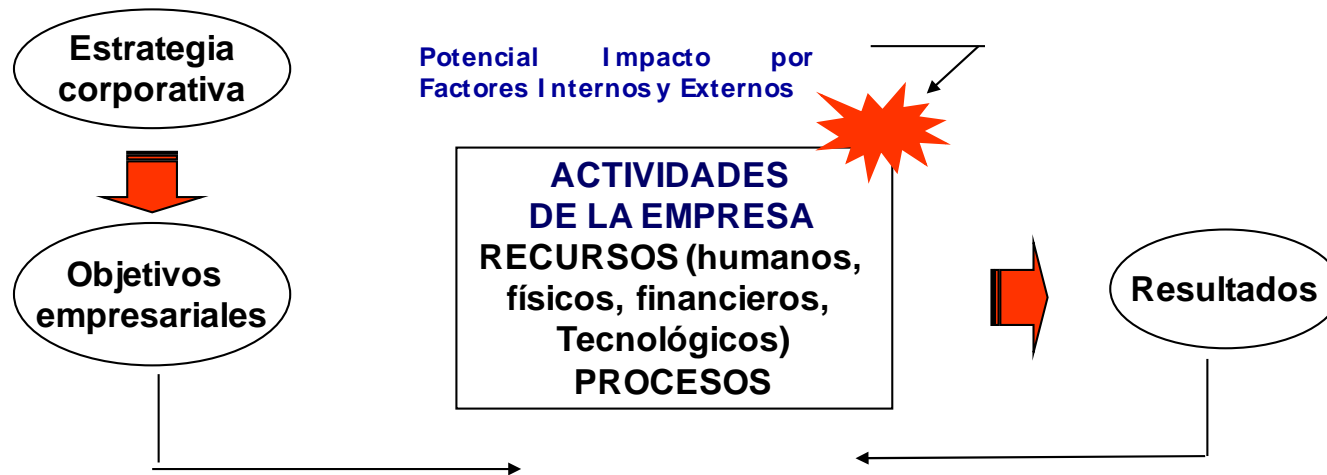 Estrategia
corporativa
Potencial Impacto por
Factores Internos y Externos
ACTIVIDADES
DE LA EMPRESA
RECURSOS (humanos,
físicos, financieros,
Tecnológicos)
PROCESOS
Objetivos
empresariales
Resultados